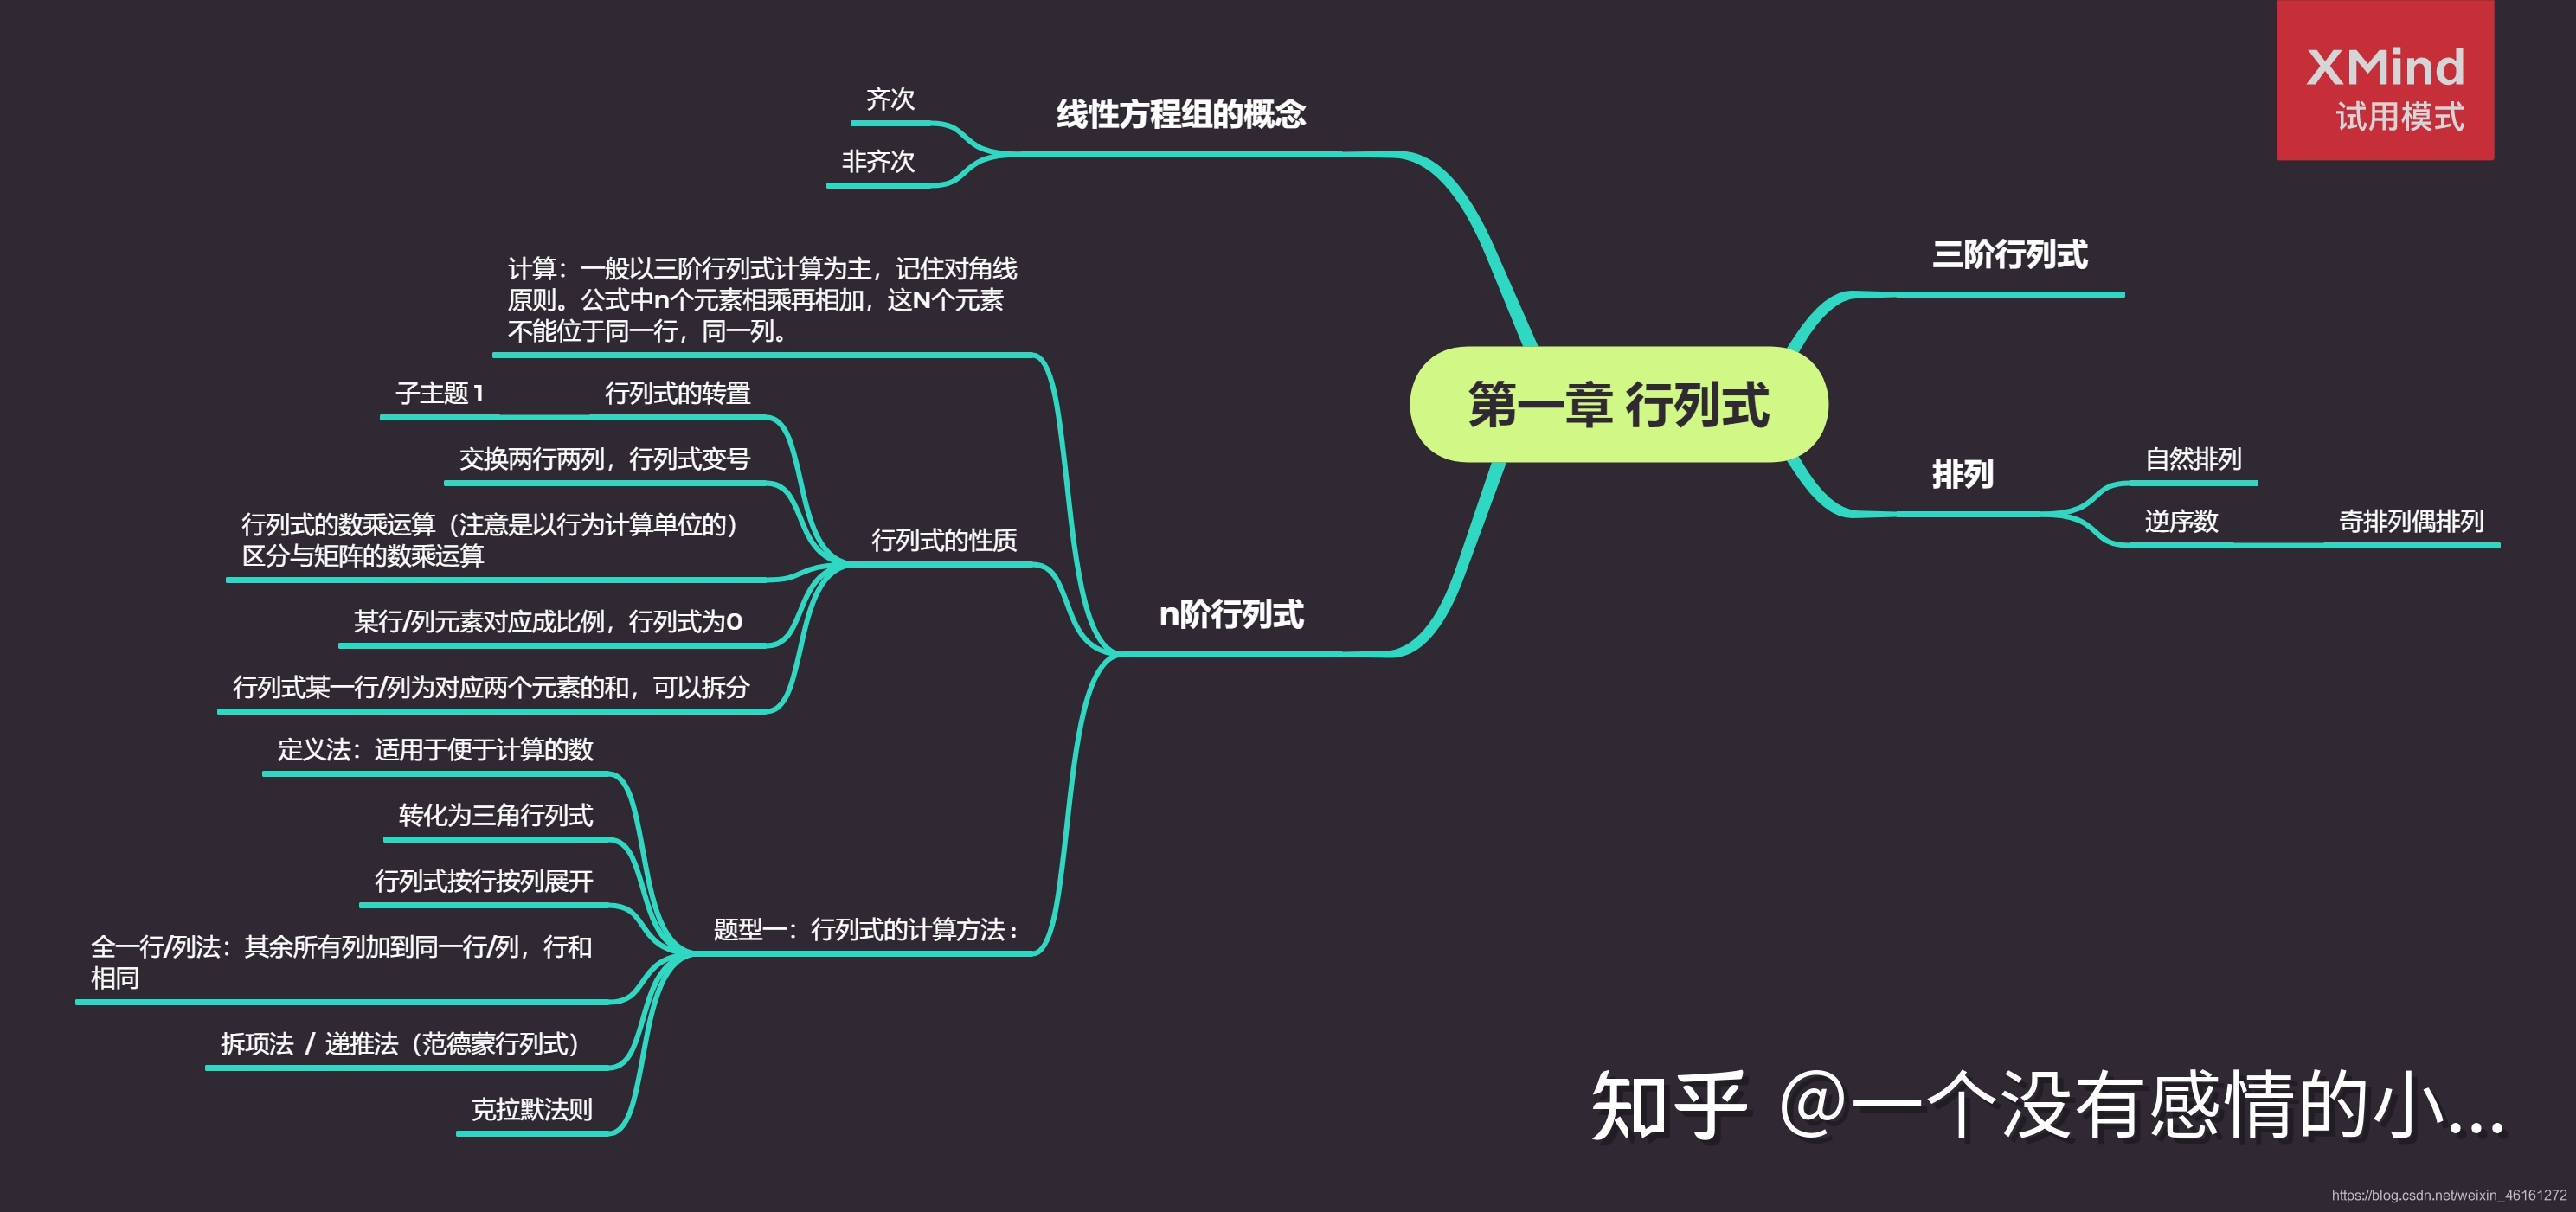 XMind
试用模式
第一章 行列式
三阶行列式
排列
自然排列
逆序数
奇排列偶排列
线性方程组的概念
齐次
非齐次
n阶行列式
计算：一般以三阶行列式计算为主，记住对角线
原则。公式中n个元素相乘再相加，这N个元素
不能位于同一行，同一列。
行列式的性质
行列式的转置
子主题 1
交换两行两列，行列式变号
行列式的数乘运算（注意是以行为计算单位的）
区分与矩阵的数乘运算
某行/列元素对应成比例，行列式为0
行列式某一行/列为对应两个元素的和，可以拆分
题型一：行列式的计算方法：
定义法：适用于便于计算的数
转化为三角行列式
行列式按行按列展开
全一行/列法：其余所有列加到同一行/列，行和
相同
拆项法 / 递推法（范德蒙行列式）
克拉默法则
知乎 @一个没有感情的小...
https://blog.csdn.net/weixin_46161272